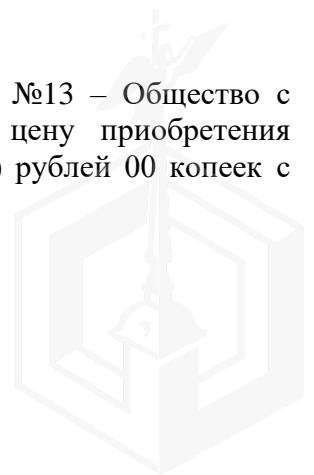 №13 – Общество с
цену приобретения
) рублей 00 копеек с